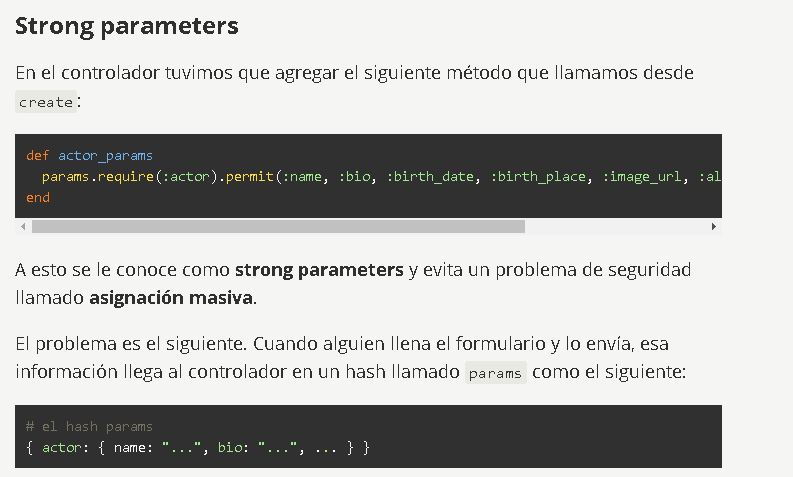 Strong parameters
En el controlador tuvimos que agregar el siguiente método que llamamos desde
create:
def actor_params
params.require(:actor).permit(:name, :bio, :birth_date, :birth_place, :image_url, :al
end
A esto se le conoce como strong parameters y evita un problema de seguridad
llamado asignación masiva.
El problema es el siguiente. Cuando alguien llena el formulario y lo envía, esa
información llega al controlador en un hash llamado params como el siguiente:
# el hash params
{ actor: { name: "...", bio: "...", ... } }